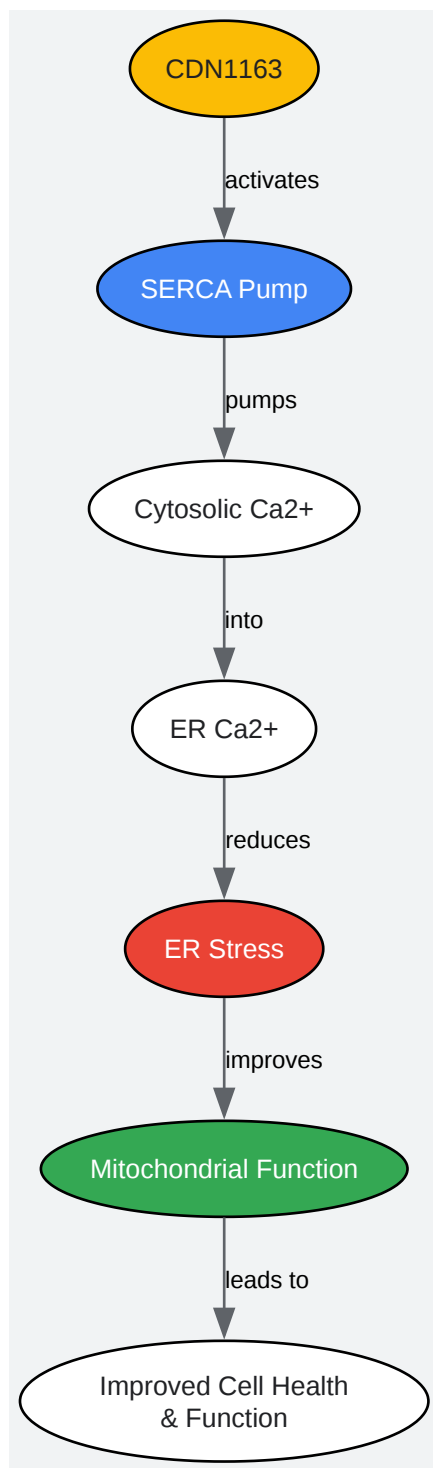 CDN1163
activates
SERCA Pump
pumps
Cytosolic Ca2+
into
ER Ca2+
reduces
ER Stress
improves
Mitochondrial Function
leads to
Improved Cell Health
& Function